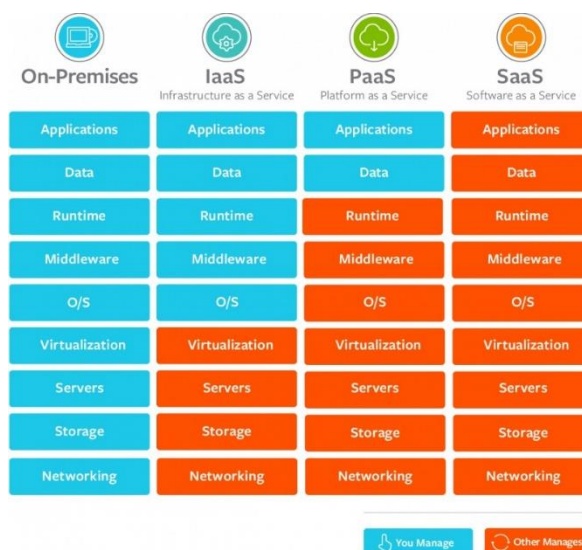 On-Premises
IaaS
Infrastructure as a Service
PaaS
Platform as a Service
SaaS
Software as a Service
Applications Applications Applications Applications
Data Data Data Data
Runtime Runtime Runtime Runtime
Middleware Middleware Middleware Middleware
O/S O/S O/S O/S
Virtualization Virtualization Virtualization Virtualization
Servers Servers Servers Servers
Storage Storage Storage Storage
Networking Networking Networking Networking
You Manage Other Manages